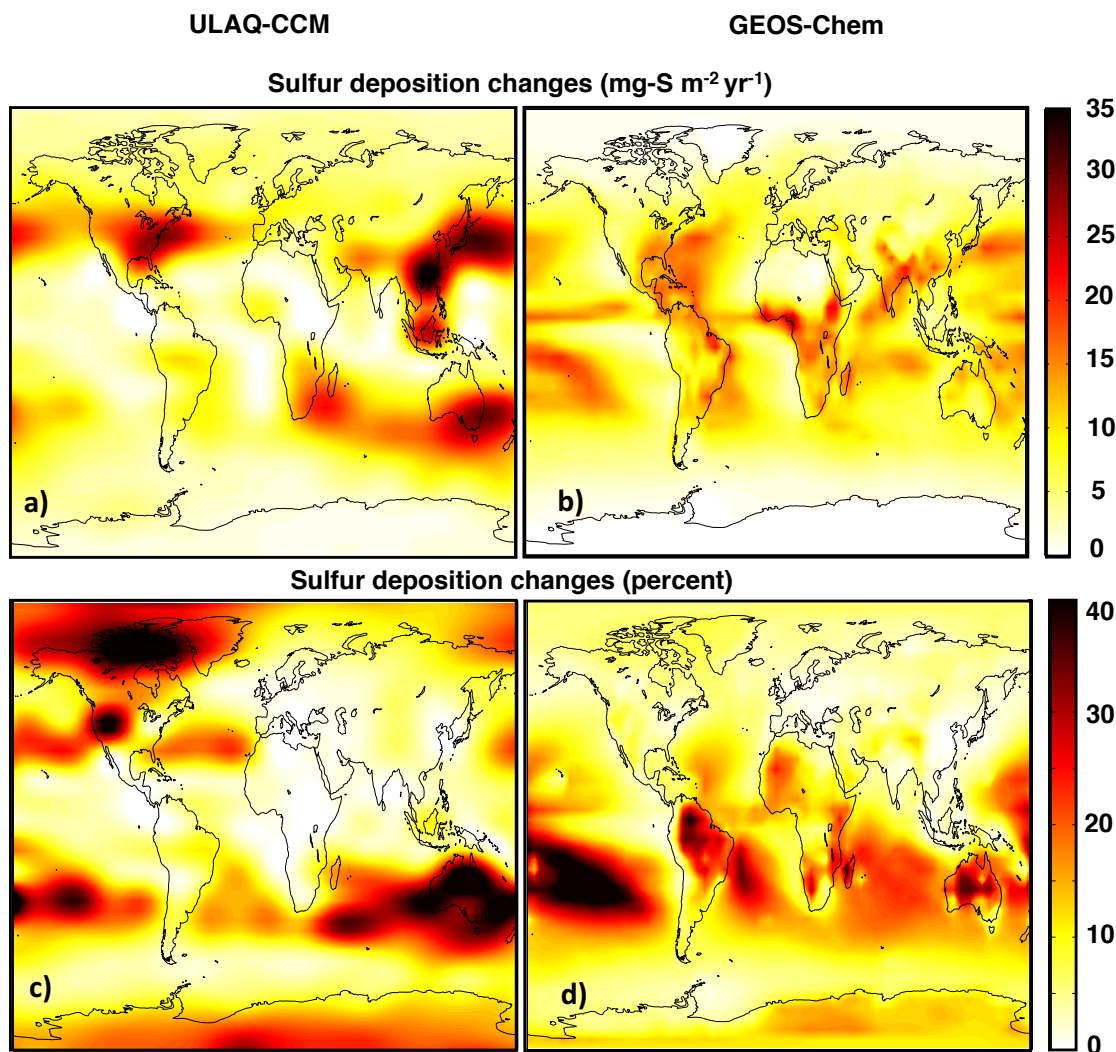 ULAQ-CCM GEOS-Chem
Sulfur deposition changes (mg-S m⁻² yr⁻¹)
35
30
25
20
15
10
5
0
a) b)
Sulfur deposition changes (percent)
40
30
20
10
0
c) d)